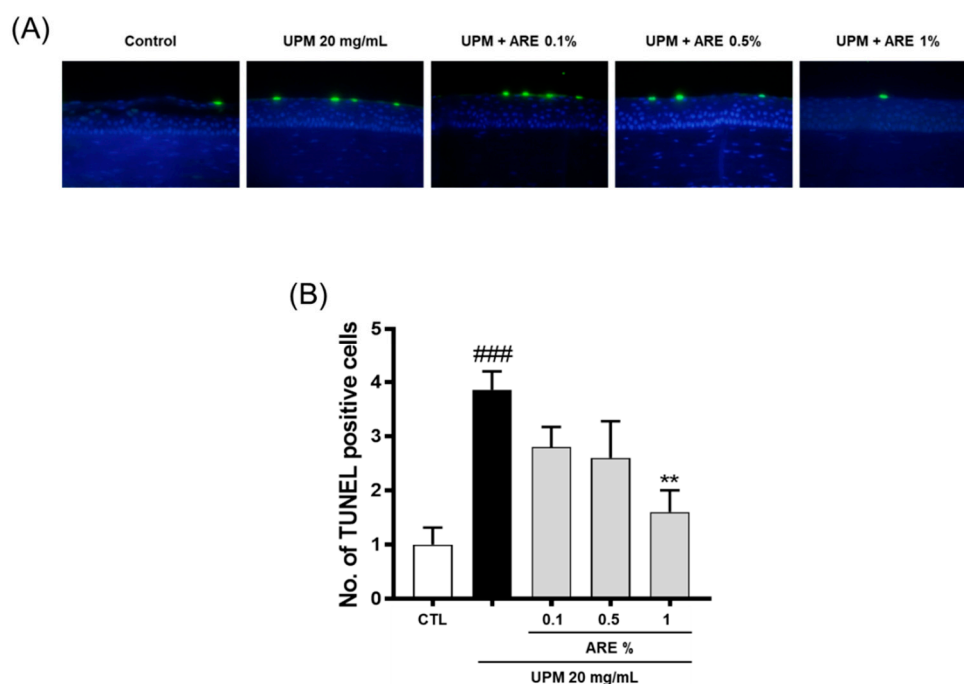 (A)
Control UPM 20 mg/mL UPM + ARE 0.1% UPM + ARE 0.5% UPM + ARE 1%
(B)
No. of TUNEL positive cells
5
4
3
2
1
0
###
**
CTL 0.1 0.5 1
ARE %
UPM 20 mg/mL